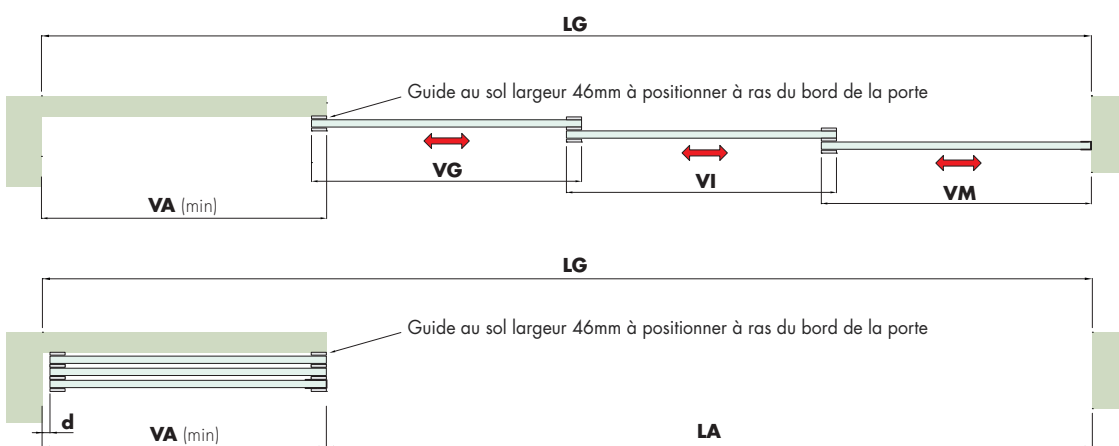 LG
Guide au sol largeur 46mm à positionner à ras du bord de la porte
VG
VI
VM
VA (min)
LG
Guide au sol largeur 46mm à positionner à ras du bord de la porte
d
VA (min)
LA